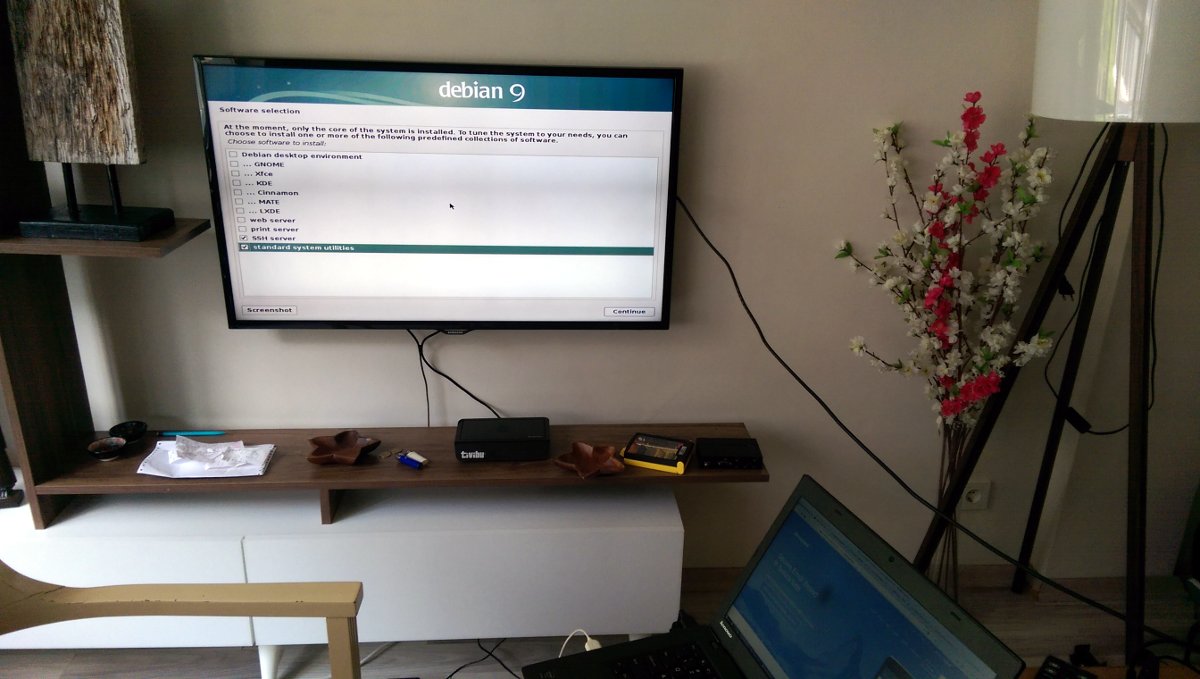 debian 9
Software selection
At the moment, only the core of the system is installed. To tune the system to your needs, you can
choose to install one or more of the following predefined collections of software.
Choose software to install:
Debian desktop environment
... GNOME
... Xfce
... KDE
... Cinnamon
... MATE
... LXDE
web server
print server
SSH server
standard system utilities
Screenshot
Continue
tivibu
lenovo